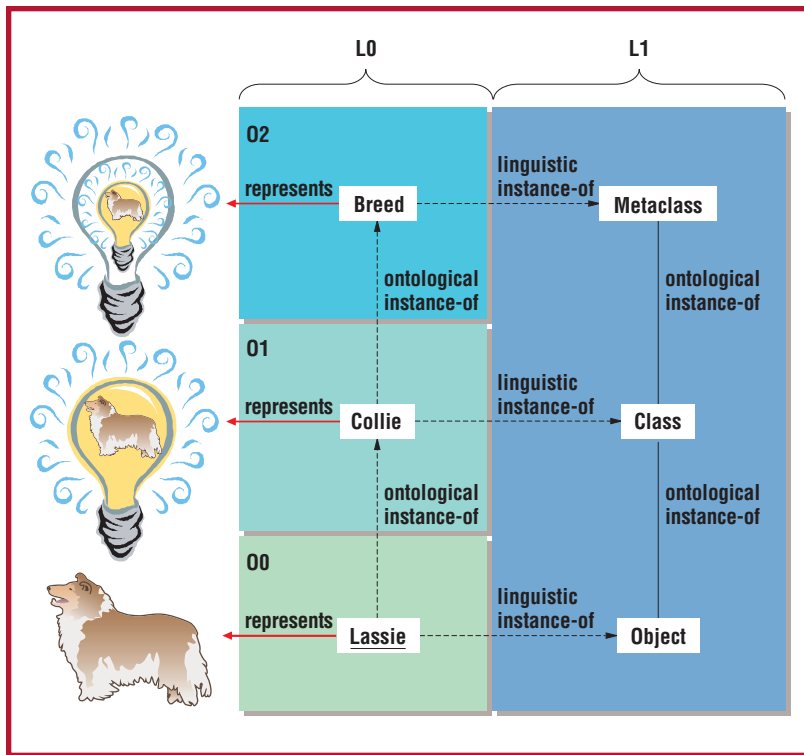 L0 L1
O2
represents
Breed
linguistic
instance-of
Metaclass
ontological
instance-of
ontological
instance-of
O1
represents
Collie
linguistic
instance-of
Class
ontological
instance-of
ontological
instance-of
O0
represents
Lassie
linguistic
instance-of
Object